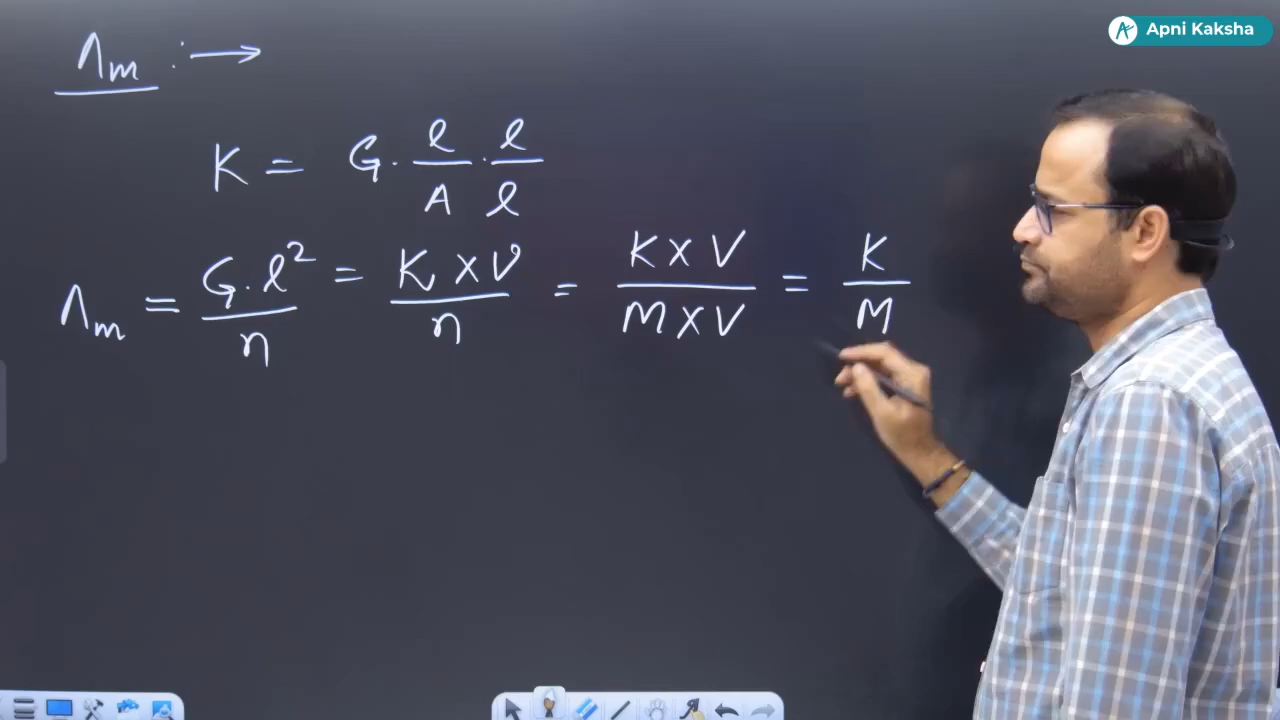 Apni Kaksha
Λm :→
K = G · l/A · l/l
Λm = G·l²/n = K × V/n = K × V/M × V = K/M